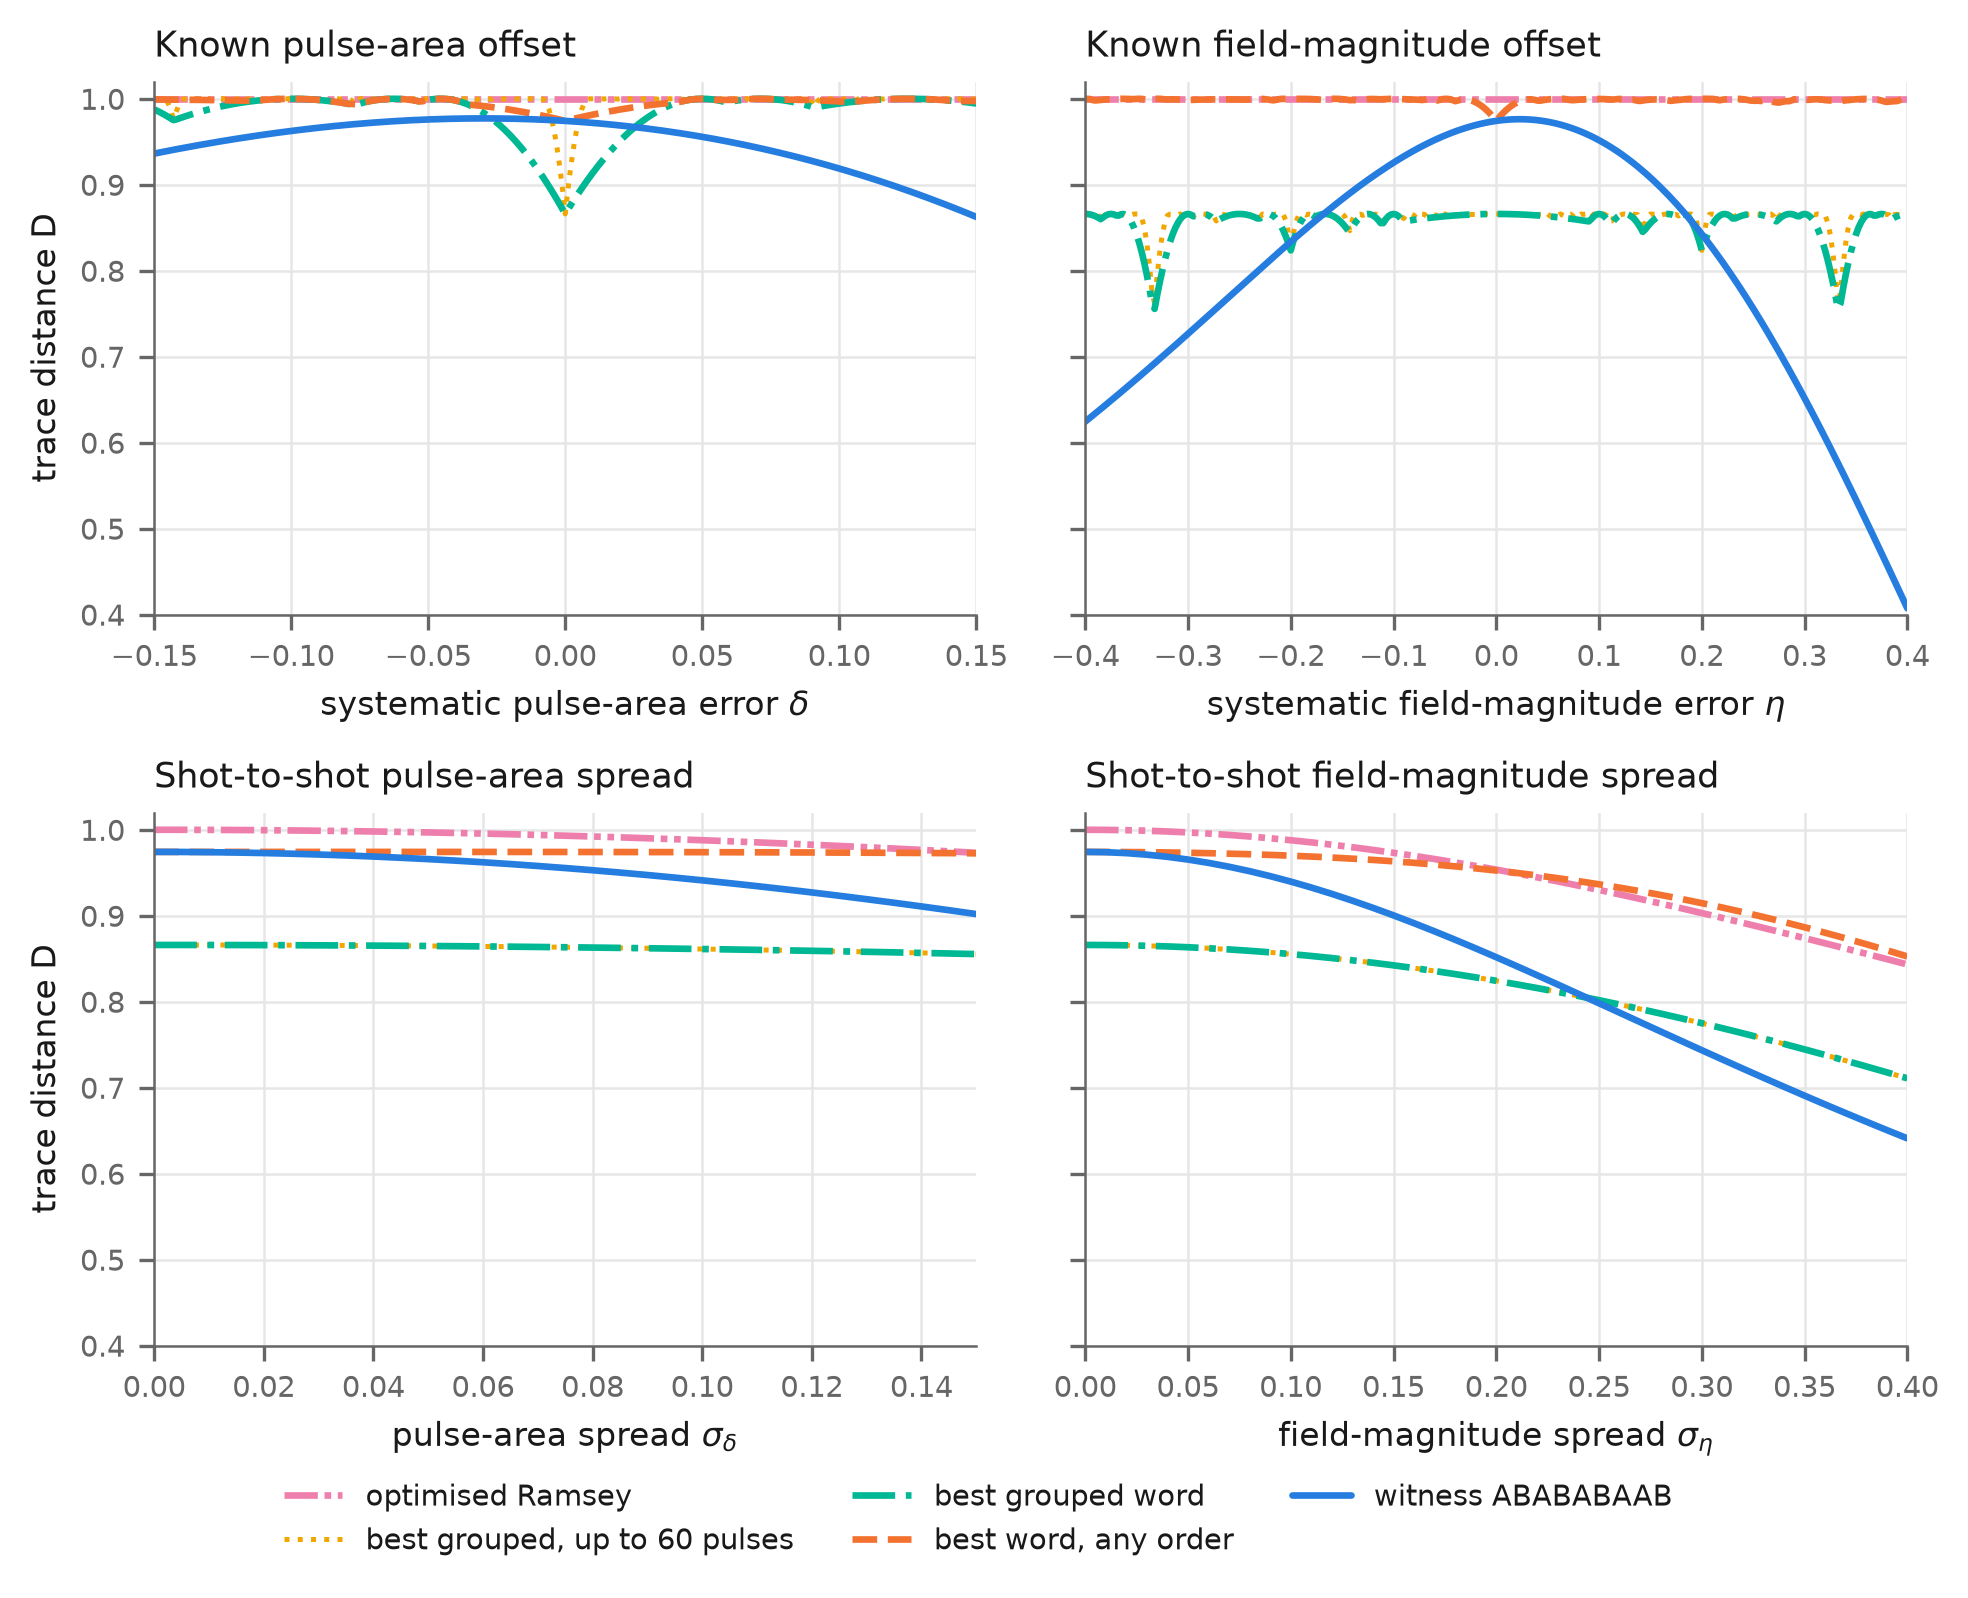 Known pulse-area offset
Known field-magnitude offset
trace distance D
1.0
0.9
0.8
0.7
0.6
0.5
0.4
−0.15 −0.10 −0.05 0.00 0.05 0.10 0.15
−0.4 −0.3 −0.2 −0.1 0.0 0.1 0.2 0.3 0.4
systematic pulse-area error δ
systematic field-magnitude error η
Shot-to-shot pulse-area spread
Shot-to-shot field-magnitude spread
trace distance D
1.0
0.9
0.8
0.7
0.6
0.5
0.4
0.00 0.02 0.04 0.06 0.08 0.10 0.12 0.14
0.00 0.05 0.10 0.15 0.20 0.25 0.30 0.35 0.40
pulse-area spread σδ
field-magnitude spread ση
optimised Ramsey
best grouped, up to 60 pulses
best grouped word
best word, any order
witness ABABABAAB